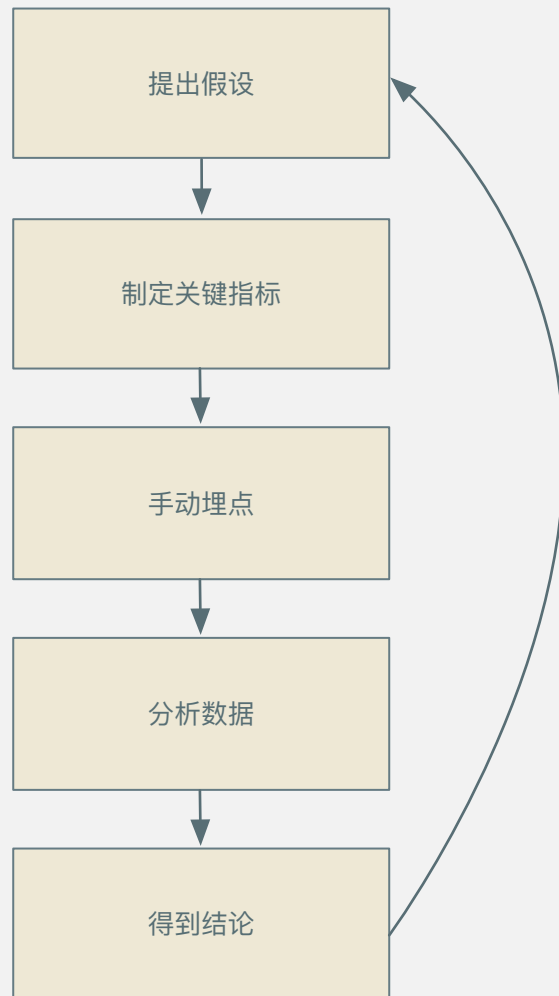 提出假设
制定关键指标
手动埋点
分析数据
得到结论